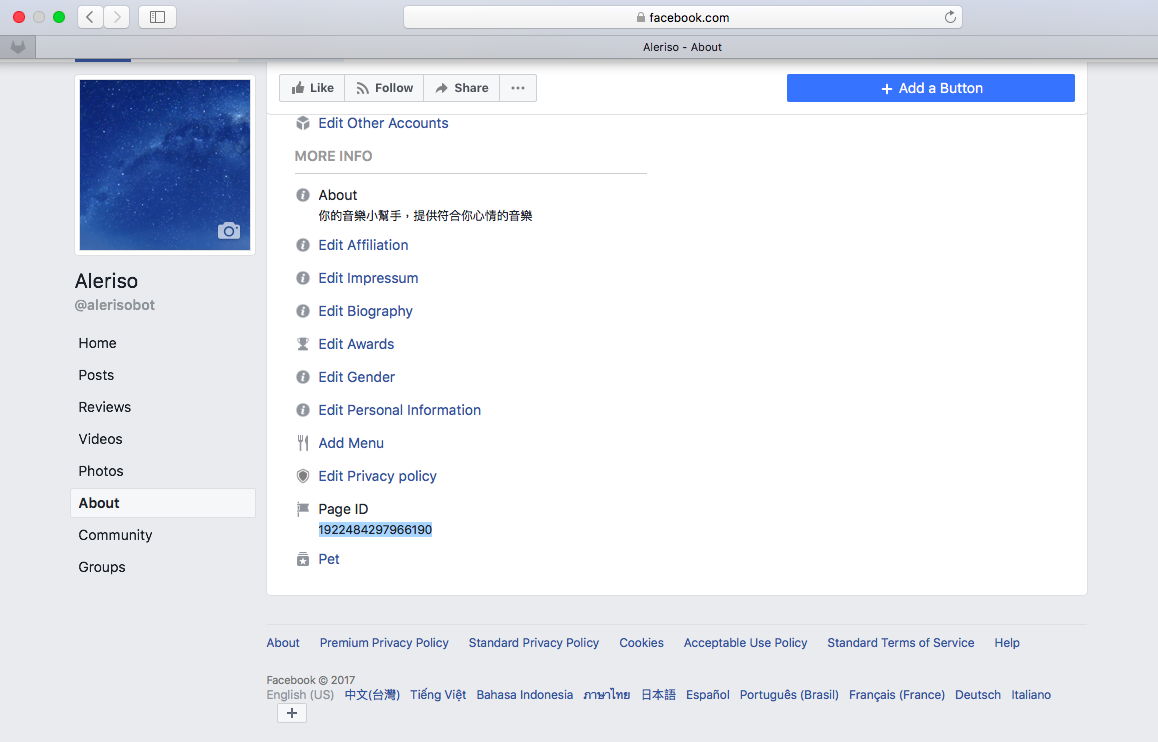 facebook.com
Aleriso - About
Like Follow Share ··· + Add a Button
Edit Other Accounts
MORE INFO
About
你的音樂小幫手，提供符合你心情的音樂
Edit Affiliation
Edit Impressum
Edit Biography
Edit Awards
Edit Gender
Edit Personal Information
Add Menu
Edit Privacy policy
Page ID
1922484297966190
Pet
Aleriso
@alerisobot
Home
Posts
Reviews
Videos
Photos
About
Community
Groups
About Premium Privacy Policy Standard Privacy Policy Cookies Acceptable Use Policy Standard Terms of Service Help
Facebook © 2017
English (US) 中文(台灣) Tiếng Việt Bahasa Indonesia ภาษาไทย 日本語 Español Português (Brasil) Français (France) Deutsch Italiano
+